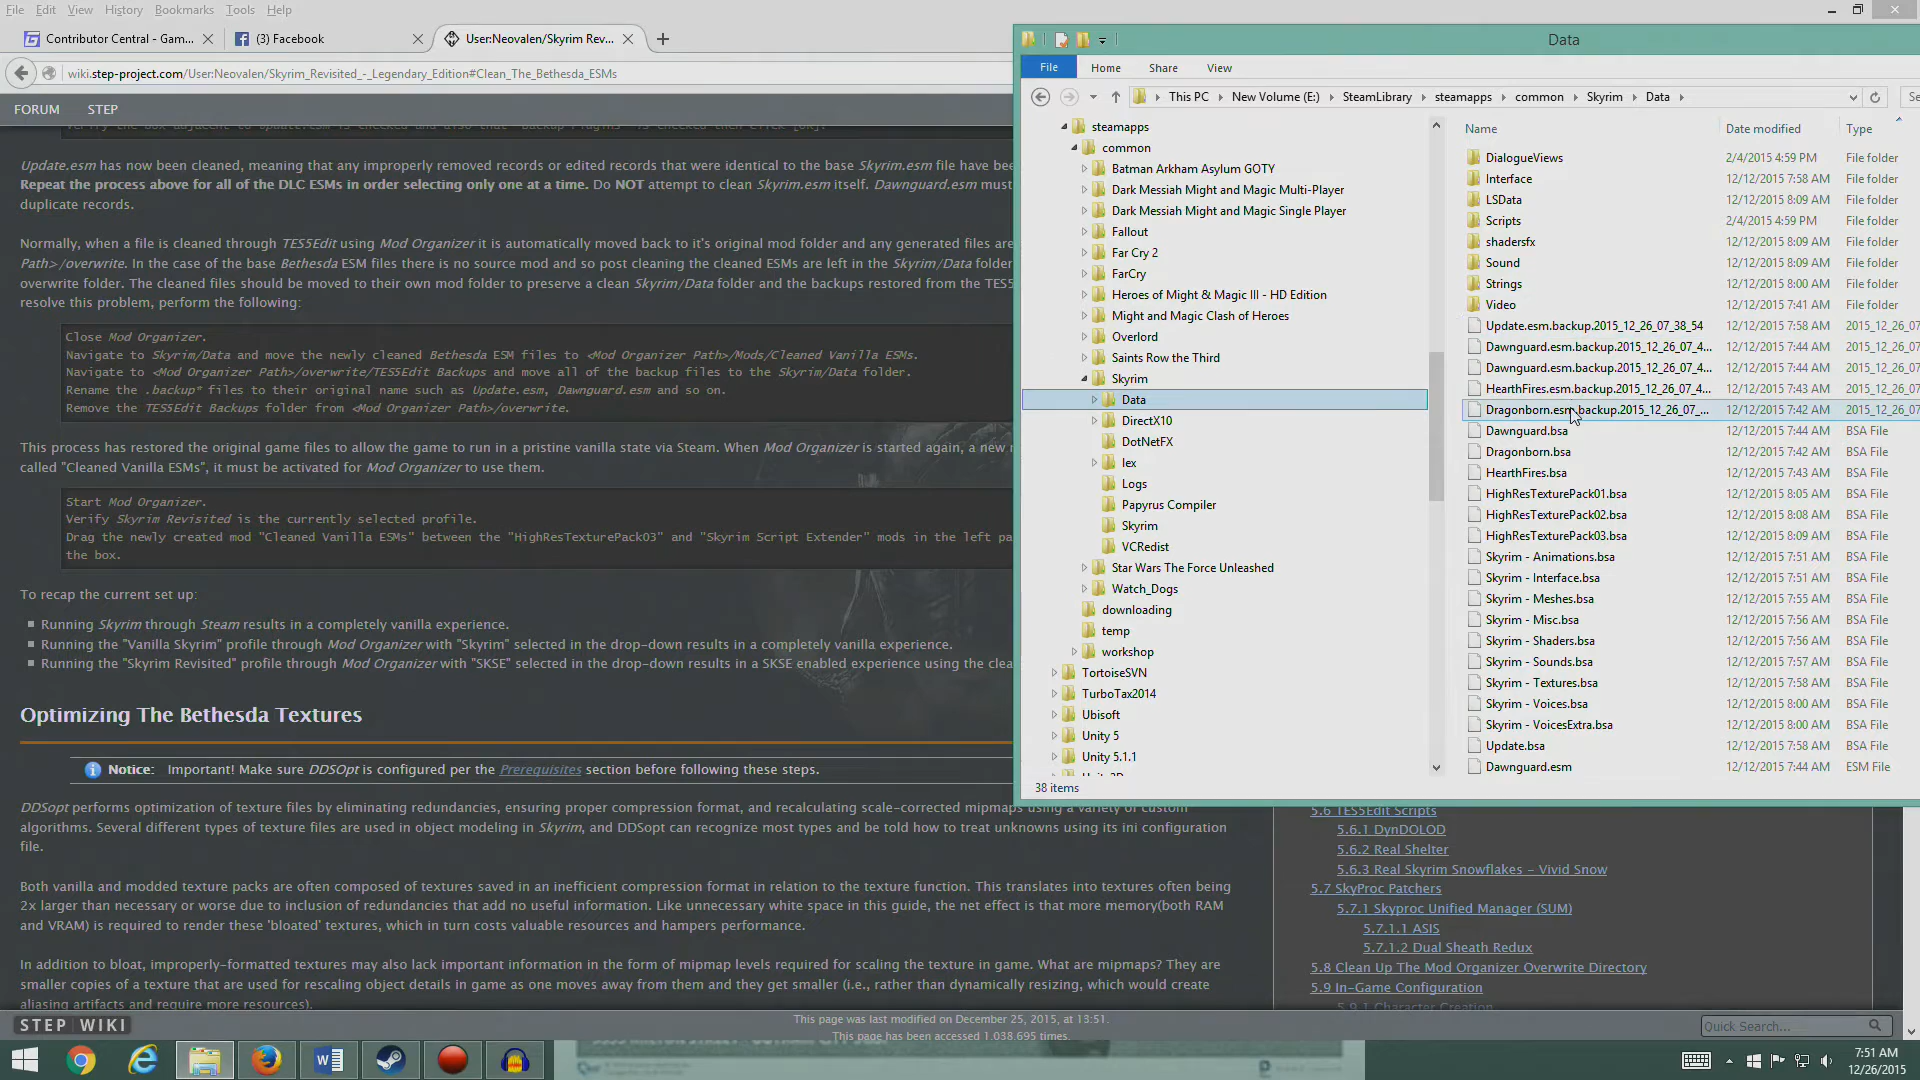 File Edit View History Bookmarks Tools Help
Contributor Central - Gam...
(3) Facebook
User:Neovalen/Skyrim Rev...
wiki.step-project.com/User:Neovalen/Skyrim_Revisited_-_Legendary_Edition#Clean_The_Bethesda_ESMs
FORUM STEP
Update.esm has now been cleaned, meaning that any improperly removed records or edited records that were identical to the base Skyrim.esm file have been
Repeat the process above for all of the DLC ESMs in order selecting only one at a time. Do NOT attempt to clean Skyrim.esm itself. Dawnguard.esm must
duplicate records.
Normally, when a file is cleaned through TES5Edit using Mod Organizer it is automatically moved back to it's original mod folder and any generated files are
Path>/overwrite. In the case of the base Bethesda ESM files there is no source mod and so post cleaning the cleaned ESMs are left in the Skyrim/Data folder
overwrite folder. The cleaned files should be moved to their own mod folder to preserve a clean Skyrim/Data folder and the backups restored from the TES5
resolve this problem, perform the following:
Close Mod Organizer.
Navigate to Skyrim/Data and move the newly cleaned Bethesda ESM files to <Mod Organizer Path>/Mods/Cleaned Vanilla ESMs.
Navigate to <Mod Organizer Path>/overwrite/TES5Edit Backups and move all of the backup files to the Skyrim/Data folder.
Rename the .backup* files to their original name such as Update.esm, Dawnguard.esm and so on.
Remove the TES5Edit Backups folder from <Mod Organizer Path>/overwrite.
This process has restored the original game files to allow the game to run in a pristine vanilla state via Steam. When Mod Organizer is started again, a new
called "Cleaned Vanilla ESMs", it must be activated for Mod Organizer to use them.
Start Mod Organizer.
Verify Skyrim Revisited is the currently selected profile.
Drag the newly created mod "Cleaned Vanilla ESMs" between the "HighResTexturePack03" and "Skyrim Script Extender" mods in the left pa
the box.
To recap the current set up:
Running Skyrim through Steam results in a completely vanilla experience.
Running the "Vanilla Skyrim" profile through Mod Organizer with "Skyrim" selected in the drop-down results in a completely vanilla experience.
Running the "Skyrim Revisited" profile through Mod Organizer with "SKSE" selected in the drop-down results in a SKSE enabled experience using the clea
Optimizing The Bethesda Textures
Notice: Important! Make sure DDSOpt is configured per the Prerequisites section before following these steps.
DDSopt performs optimization of texture files by eliminating redundancies, ensuring proper compression format, and recalculating scale-corrected mipmaps using a variety of custom
algorithms. Several different types of texture files are used in object modeling in Skyrim, and DDSopt can recognize most types and be told how to treat unknowns using its ini configuration
file.
Both vanilla and modded texture packs are often composed of textures saved in an inefficient compression format in relation to the texture function. This translates into textures often being
2x larger than necessary or worse due to inclusion of redundancies that add no useful information. Like unnecessary white space in this guide, the net effect is that more memory(both RAM
and VRAM) is required to render these 'bloated' textures, which in turn costs valuable resources and hampers performance.
In addition to bloat, improperly-formatted textures may also lack important information in the form of mipmap levels required for scaling the texture in game. What are mipmaps? They are
smaller copies of a texture that are used for rescaling object details in game as one moves away from them and they get smaller (i.e., rather than dynamically resizing, which would create
aliasing artifacts and require more resources).
5.6 TES5Edit Scripts
5.6.1 DynDOLOD
5.6.2 Real Shelter
5.6.3 Real Skyrim Snowflakes – Vivid Snow
5.7 SkyProc Patchers
5.7.1 Skyproc Unified Manager (SUM)
5.7.1.1 ASIS
5.7.1.2 Dual Sheath Redux
5.8 Clean Up The Mod Organizer Overwrite Directory
5.9 In-Game Configuration
5.9.1 Character Creation
STEP WIKI
This page was last modified on December 25, 2015, at 13:51.
This page has been accessed 1,038,695 times.
Quick Search...
Data
File Home Share View
This PC New Volume (E:) SteamLibrary steamapps common Skyrim Data
steamapps
common
Batman Arkham Asylum GOTY
Dark Messiah Might and Magic Multi-Player
Dark Messiah Might and Magic Single Player
Fallout
Far Cry 2
FarCry
Heroes of Might & Magic III - HD Edition
Might and Magic Clash of Heroes
Overlord
Saints Row the Third
Skyrim
Data
DirectX10
DotNetFX
lex
Logs
Papyrus Compiler
Skyrim
VCRedist
Star Wars The Force Unleashed
Watch_Dogs
downloading
temp
workshop
TortoiseSVN
TurboTax2014
Ubisoft
Unity 5
Unity 5.1.1
38 items
Name Date modified Type
DialogueViews 2/4/2015 4:59 PM File folder
Interface 12/12/2015 7:58 AM File folder
LSData 12/12/2015 8:09 AM File folder
Scripts 2/4/2015 4:59 PM File folder
shadersfx 12/12/2015 8:09 AM File folder
Sound 12/12/2015 8:09 AM File folder
Strings 12/12/2015 8:00 AM File folder
Video 12/12/2015 7:41 AM File folder
Update.esm.backup.2015_12_26_07_38_54 12/12/2015 7:58 AM 2015_12_26_07
Dawnguard.esm.backup.2015_12_26_07_4... 12/12/2015 7:44 AM 2015_12_26_07
Dawnguard.esm.backup.2015_12_26_07_4... 12/12/2015 7:44 AM 2015_12_26_07
HearthFires.esm.backup.2015_12_26_07_4... 12/12/2015 7:43 AM 2015_12_26_07
Dragonborn.esm.backup.2015_12_26_07_... 12/12/2015 7:42 AM 2015_12_26_07
Dawnguard.bsa 12/12/2015 7:44 AM BSA File
Dragonborn.bsa 12/12/2015 7:42 AM BSA File
HearthFires.bsa 12/12/2015 7:43 AM BSA File
HighResTexturePack01.bsa 12/12/2015 8:05 AM BSA File
HighResTexturePack02.bsa 12/12/2015 8:08 AM BSA File
HighResTexturePack03.bsa 12/12/2015 8:09 AM BSA File
Skyrim - Animations.bsa 12/12/2015 7:51 AM BSA File
Skyrim - Interface.bsa 12/12/2015 7:51 AM BSA File
Skyrim - Meshes.bsa 12/12/2015 7:55 AM BSA File
Skyrim - Misc.bsa 12/12/2015 7:56 AM BSA File
Skyrim - Shaders.bsa 12/12/2015 7:56 AM BSA File
Skyrim - Sounds.bsa 12/12/2015 7:57 AM BSA File
Skyrim - Textures.bsa 12/12/2015 7:58 AM BSA File
Skyrim - Voices.bsa 12/12/2015 8:00 AM BSA File
Skyrim - VoicesExtra.bsa 12/12/2015 8:00 AM BSA File
Update.bsa 12/12/2015 7:58 AM BSA File
Dawnguard.esm 12/12/2015 7:44 AM ESM File
7:51 AM
12/26/2015